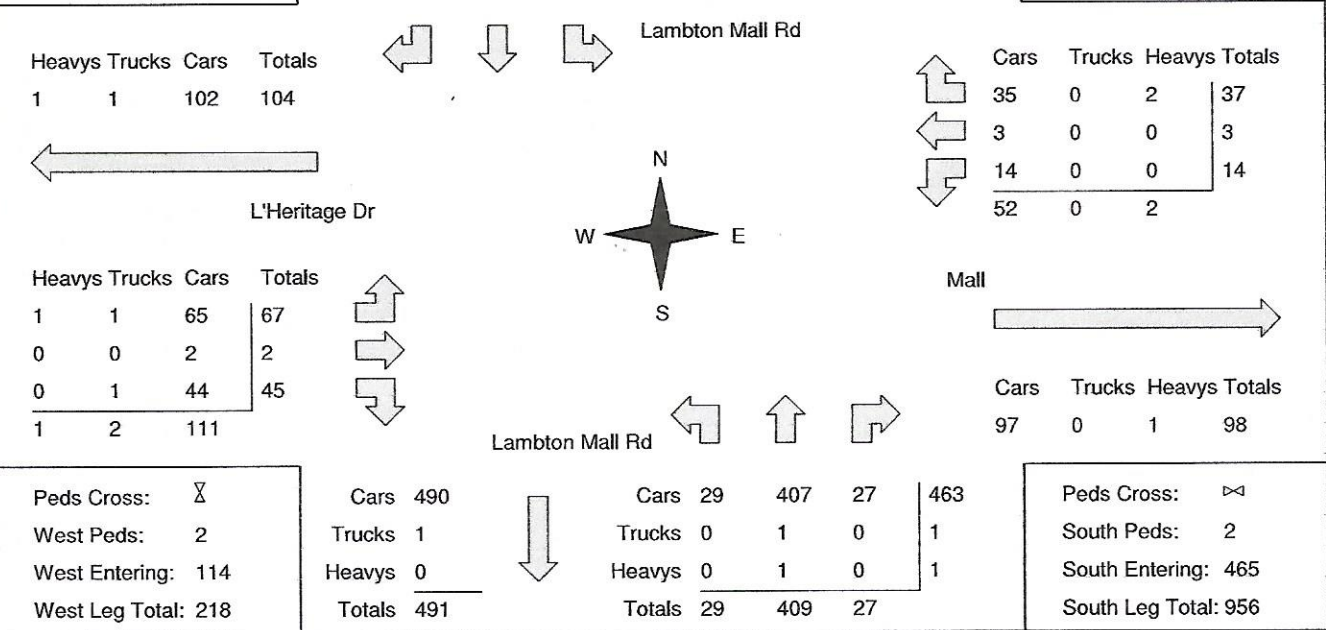 Lambton Mall Rd
Heavys Trucks Cars Totals
1 1 102 104
Cars Trucks Heavys Totals
35 0 2 37
3 0 0 3
14 0 0 14
52 0 2
L'Heritage Dr
N
W E
S
Heavys Trucks Cars Totals
1 1 65 67
0 0 2 2
0 1 44 45
1 2 111
Mall
Cars Trucks Heavys Totals
97 0 1 98
Lambton Mall Rd
Peds Cross:
West Peds: 2
West Entering: 114
West Leg Total: 218
Cars 490
Trucks 1
Heavys 0
Totals 491
Cars 29 407 27 463
Trucks 0 1 0 1
Heavys 0 1 0 1
Totals 29 409 27
Peds Cross:
South Peds: 2
South Entering: 465
South Leg Total: 956